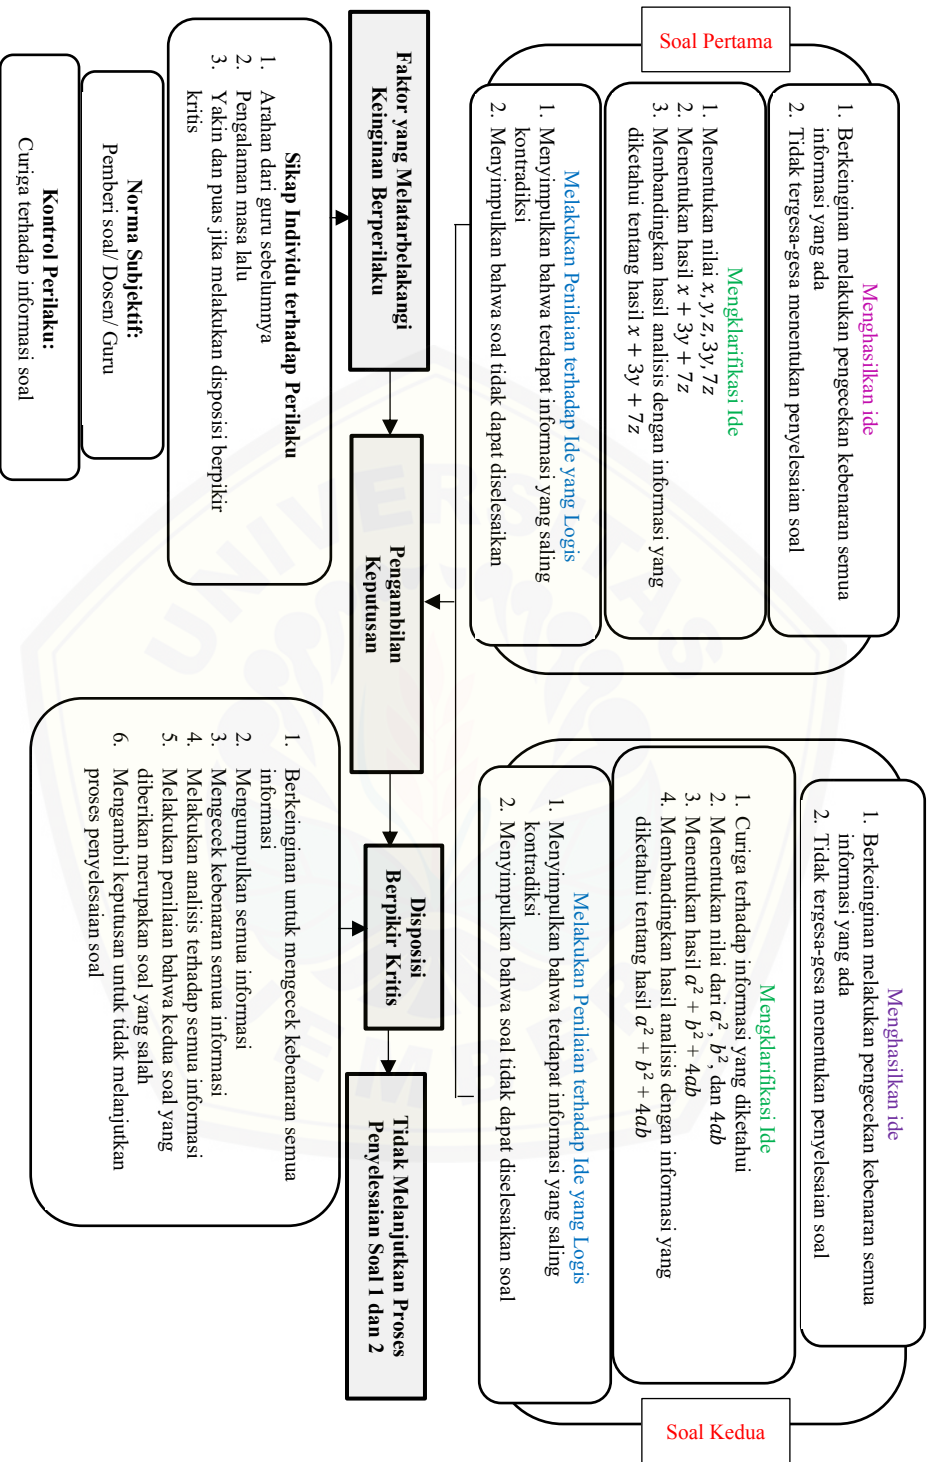 Soal Pertama
Menghasilkan ide
1. Berkeinginan melakukan pengecekan kebenaran semua
informasi yang ada
2. Tidak tergesa-gesa menentukan penyelesaian soal
Mengklarifikasi Ide
1. Menentukan nilai x, y, z, 3y, 7z
2. Menentukan hasil x + 3y + 7z
3. Membandingkan hasil analisis dengan informasi yang
diketahui tentang hasil x + 3y + 7z
Melakukan Penilaian terhadap Ide yang Logis
1. Menyimpulkan bahwa terdapat informasi yang saling
kontradiksi
2. Menyimpulkan bahwa soal tidak dapat diselesaikan
Soal Kedua
Menghasilkan ide
1. Berkeinginan melakukan pengecekan kebenaran semua
informasi yang ada
2. Tidak tergesa-gesa menentukan penyelesaian soal
Mengklarifikasi Ide
1. Curiga terhadap informasi yang diketahui
2. Menentukan nilai dari a², b², dan 4ab
3. Menentukan hasil a² + b² + 4ab
4. Membandingkan hasil analisis dengan informasi yang
diketahui tentang hasil a² + b² + 4ab
Melakukan Penilaian terhadap Ide yang Logis
1. Menyimpulkan bahwa terdapat informasi yang saling
kontradiksi
2. Menyimpulkan bahwa soal tidak dapat diselesaikan soal
Faktor yang Melatarbelakangi
Keinginan Berperilaku
Pengambilan
Keputusan
Disposisi
Berpikir Kritis
Tidak Melanjutkan Proses
Penyelesaian Soal 1 dan 2
Sikap Individu terhadap Perilaku
1. Arahan dari guru sebelumnya
2. Pengalaman masa lalu
3. Yakin dan puas jika melakukan disposisi berpikir
kritis
Norma Subjektif:
Pemberi soal/ Dosen/ Guru
Kontrol Perilaku:
Curiga terhadap informasi soal
1. Berkeinginan untuk mengecek kebenaran semua
informasi
2. Mengumpulkan semua informasi
3. Mengecek kebenaran semua informasi
4. Melakukan analisis terhadap semua informasi
5. Melakukan penilaian bahwa kedua soal yang
diberikan merupakan soal yang salah
6. Mengambil keputusan untuk tidak melanjutkan
proses penyelesaian soal
UNIVERSITAS
JEMBER